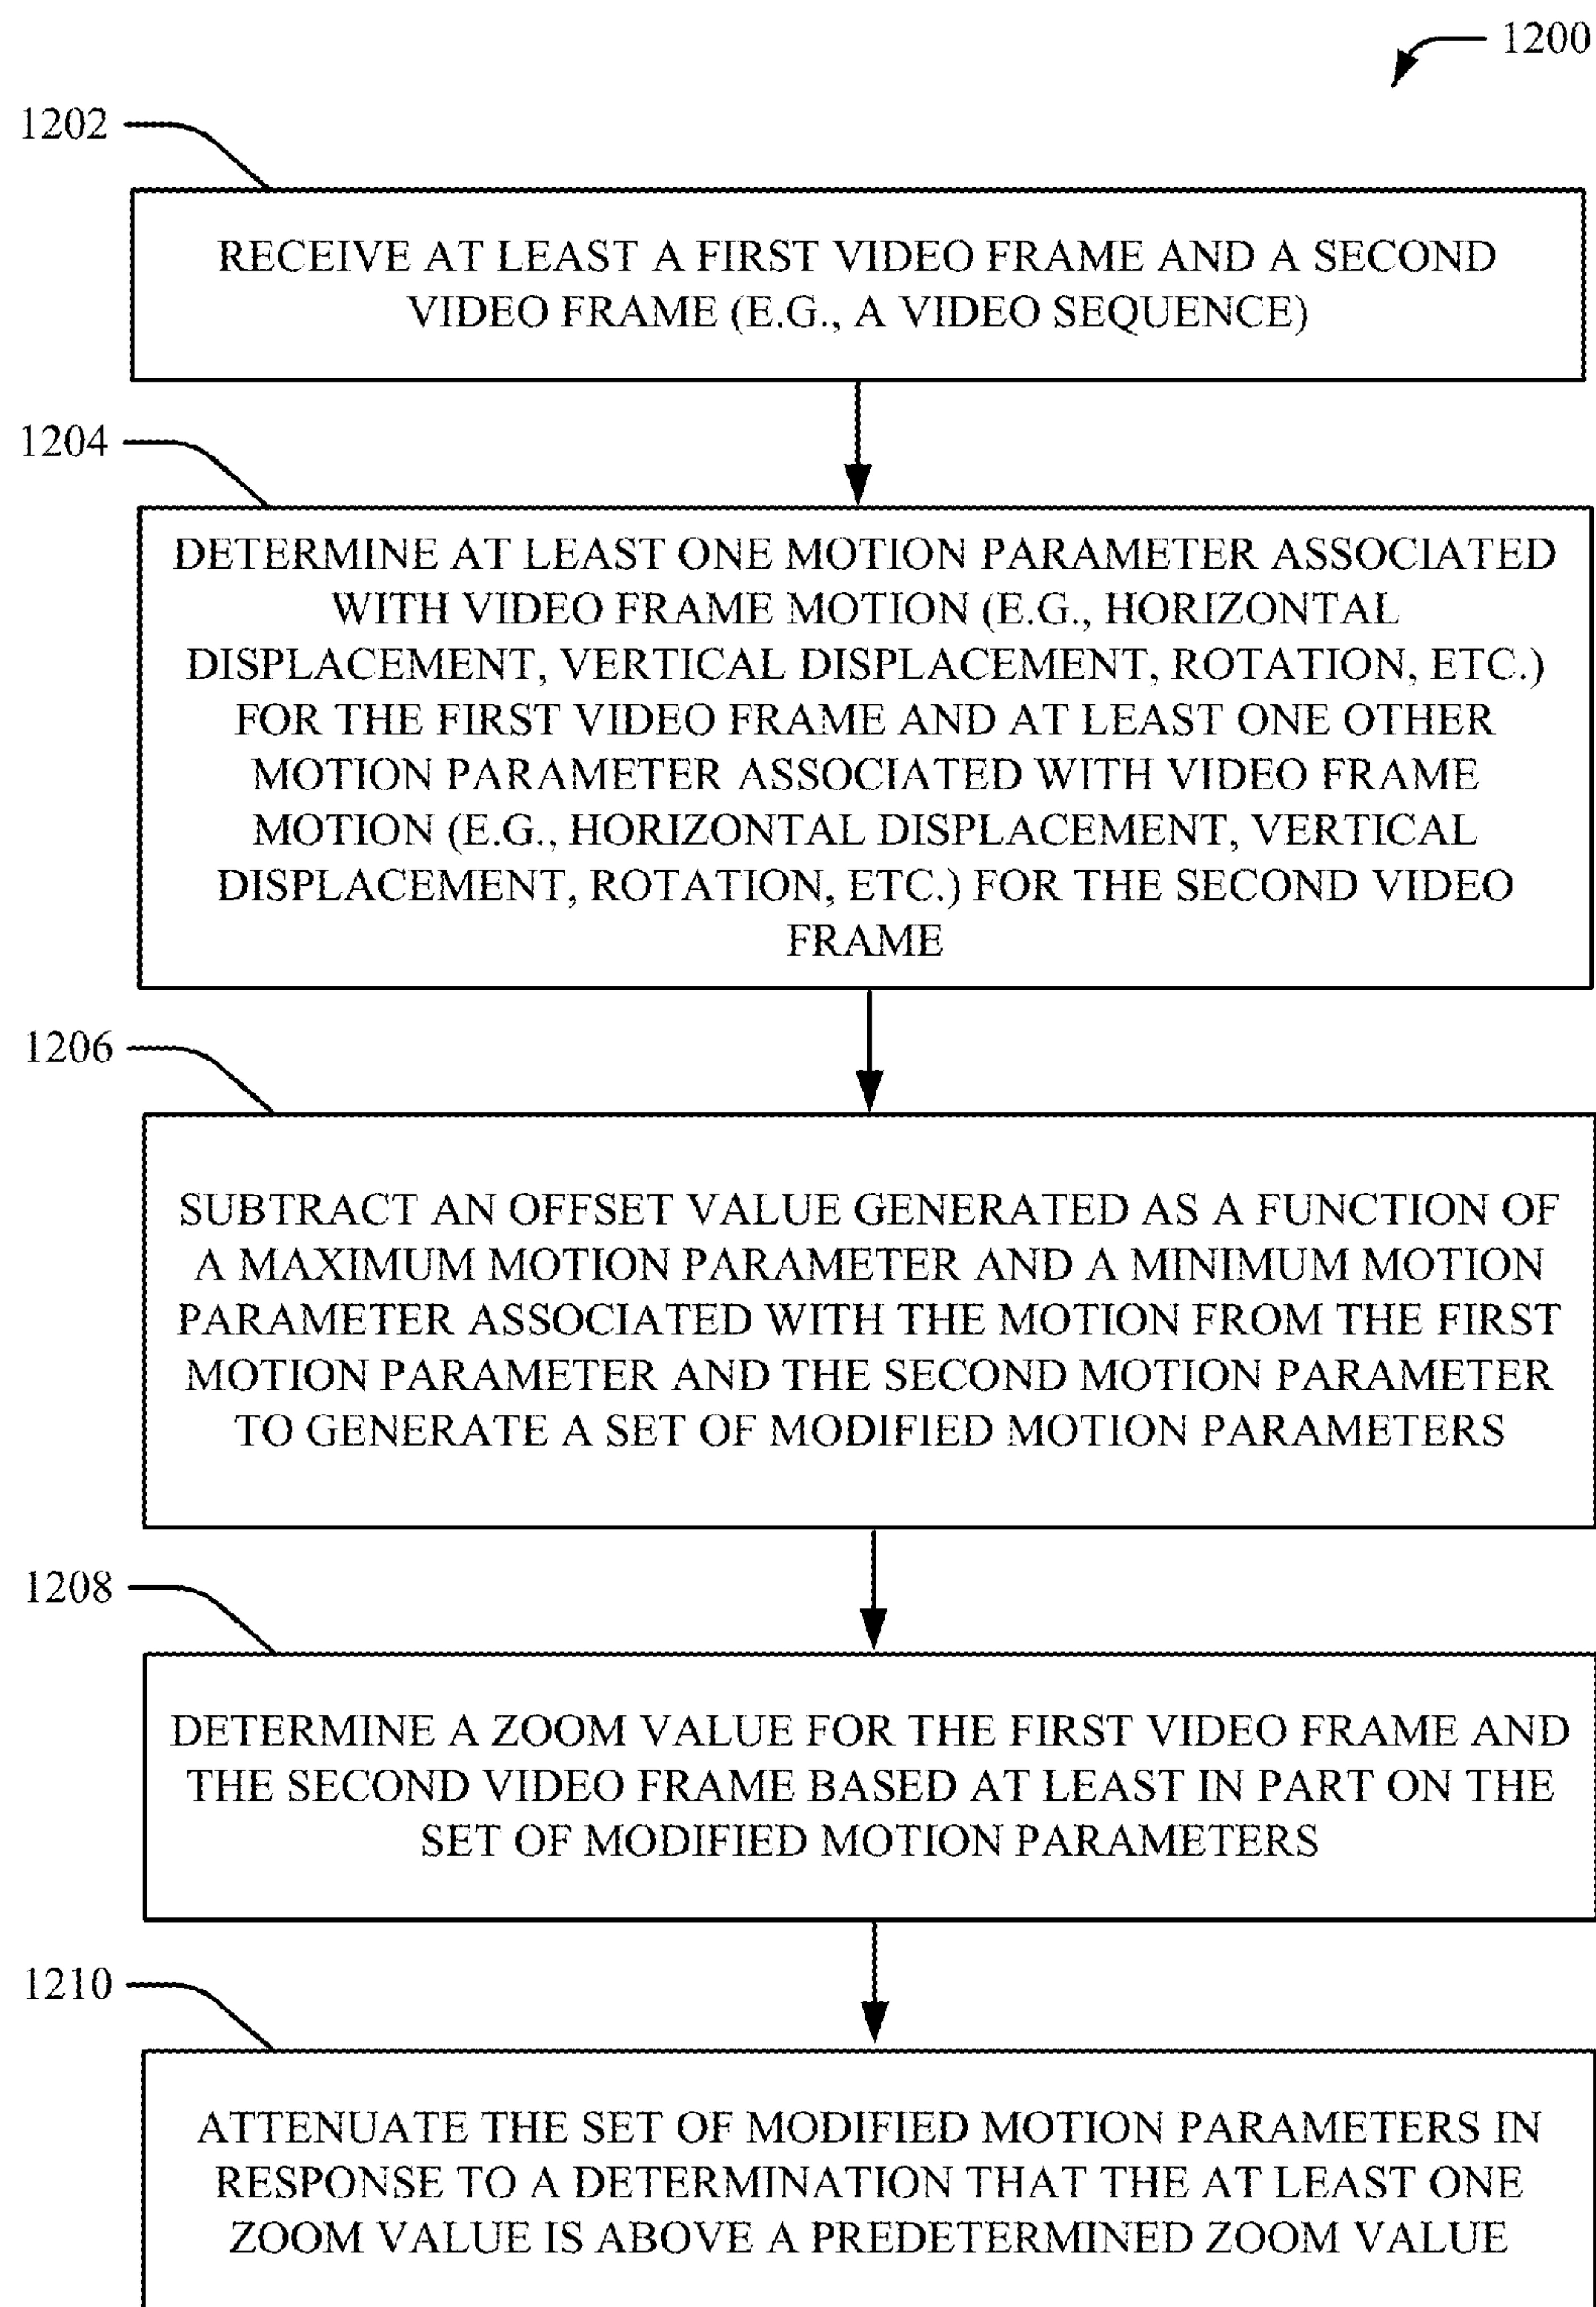 1200
1202
RECEIVE AT LEAST A FIRST VIDEO FRAME AND A SECOND
VIDEO FRAME (E.G., A VIDEO SEQUENCE)
1204
DETERMINE AT LEAST ONE MOTION PARAMETER ASSOCIATED
WITH VIDEO FRAME MOTION (E.G., HORIZONTAL
DISPLACEMENT, VERTICAL DISPLACEMENT, ROTATION, ETC.)
FOR THE FIRST VIDEO FRAME AND AT LEAST ONE OTHER
MOTION PARAMETER ASSOCIATED WITH VIDEO FRAME
MOTION (E.G., HORIZONTAL DISPLACEMENT, VERTICAL
DISPLACEMENT, ROTATION, ETC.) FOR THE SECOND VIDEO
FRAME
1206
SUBTRACT AN OFFSET VALUE GENERATED AS A FUNCTION OF
A MAXIMUM MOTION PARAMETER AND A MINIMUM MOTION
PARAMETER ASSOCIATED WITH THE MOTION FROM THE FIRST
MOTION PARAMETER AND THE SECOND MOTION PARAMETER
TO GENERATE A SET OF MODIFIED MOTION PARAMETERS
1208
DETERMINE A ZOOM VALUE FOR THE FIRST VIDEO FRAME AND
THE SECOND VIDEO FRAME BASED AT LEAST IN PART ON THE
SET OF MODIFIED MOTION PARAMETERS
1210
ATTENUATE THE SET OF MODIFIED MOTION PARAMETERS IN
RESPONSE TO A DETERMINATION THAT THE AT LEAST ONE
ZOOM VALUE IS ABOVE A PREDETERMINED ZOOM VALUE